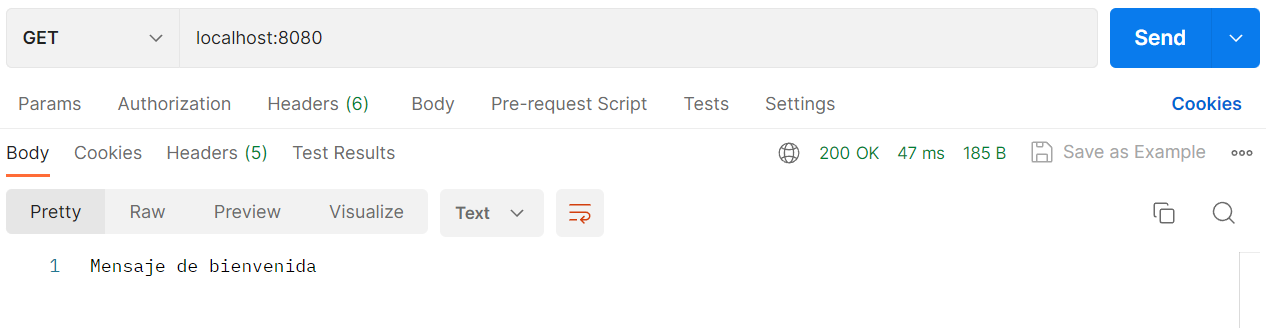 GET localhost:8080 Send
Params Authorization Headers (6) Body Pre-request Script Tests Settings Cookies
Body Cookies Headers (5) Test Results 200 OK 47 ms 185 B Save as Example
Pretty Raw Preview Visualize Text
1 Mensaje de bienvenida